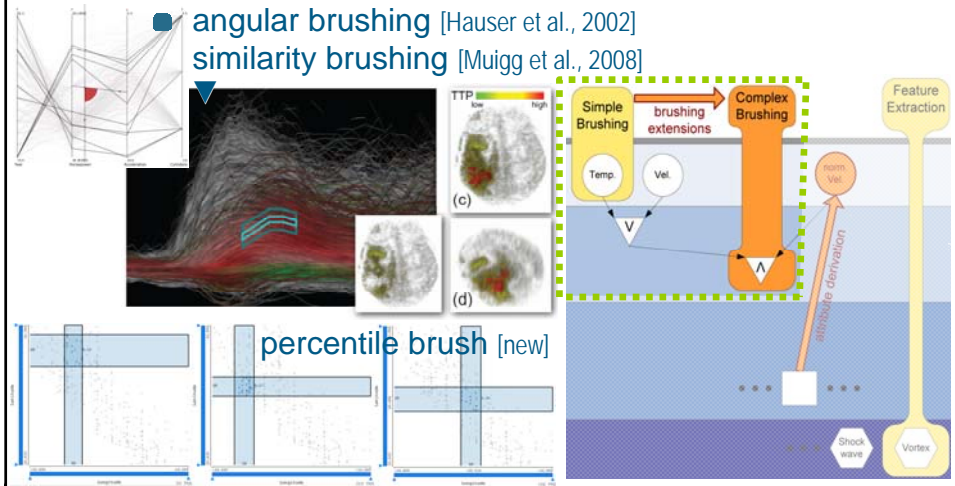 angular brushing [Hauser et al., 2002]
similarity brushing [Muigg et al., 2008]
TTP
low high
(c)
(d)
percentile brush [new]
Simple
Brushing
brushing
extensions
Complex
Brushing
Feature
Extraction
Temp.
Vel.
norm.
Vel.
V
Λ
attribute derivation
Shock
wave
Vortex